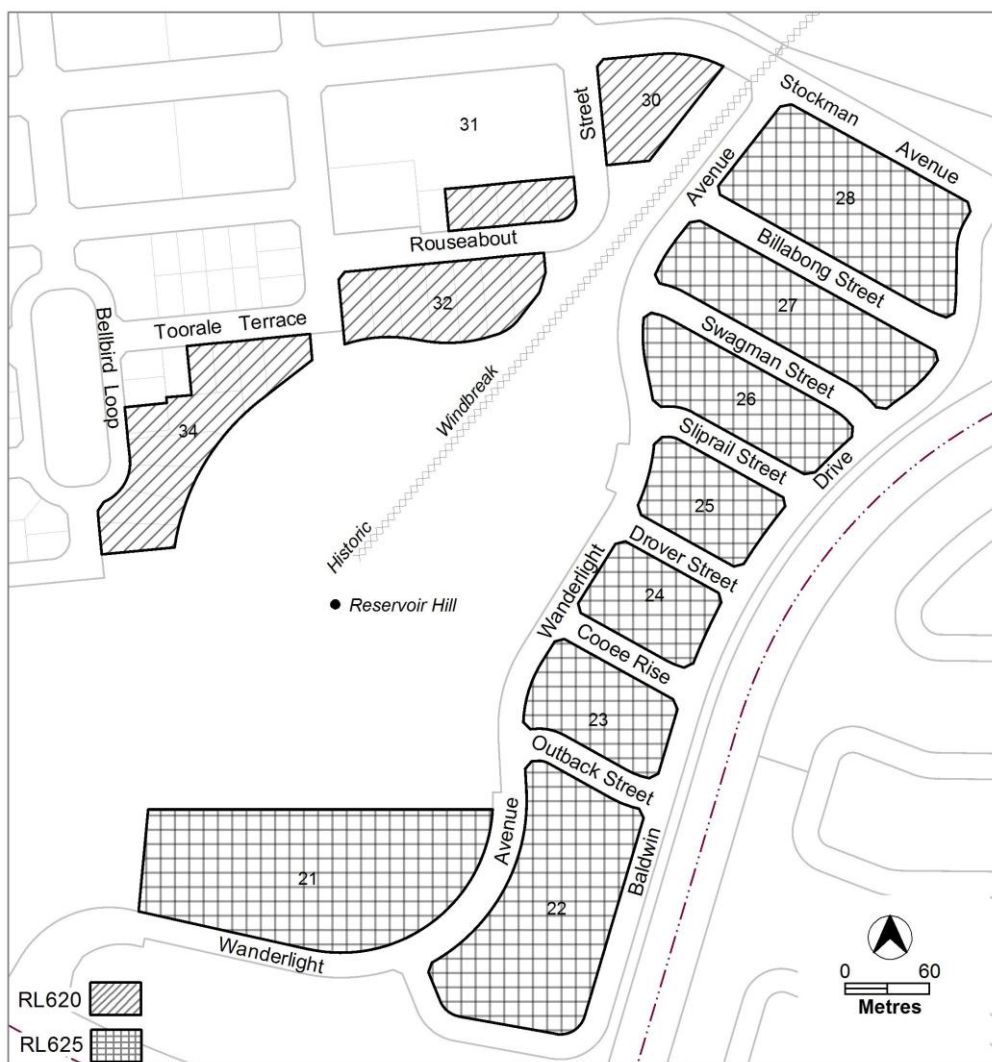 30
Stockman
Avenue
31
Street
28
Avenue
Rouseabout
Billabong Street
27
32
Toorale Terrace
Bellbird Loop
Swagman Street
26
Windbreak
34
Sliprail Street
Drive
25
Historic
Drover Street
Wanderlight
24
Reservoir Hill
Cooee Rise
23
Outback Street
Avenue
Baldwin
21
22
Wanderlight
0 60
Metres
RL620
RL625